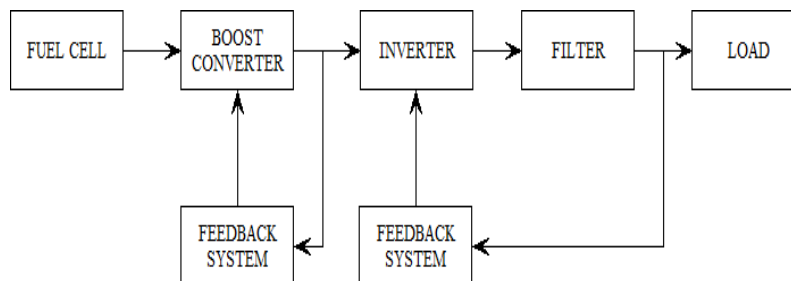 FUEL CELL
BOOST
CONVERTER
INVERTER
FILTER
LOAD
FEEDBACK
SYSTEM
FEEDBACK
SYSTEM